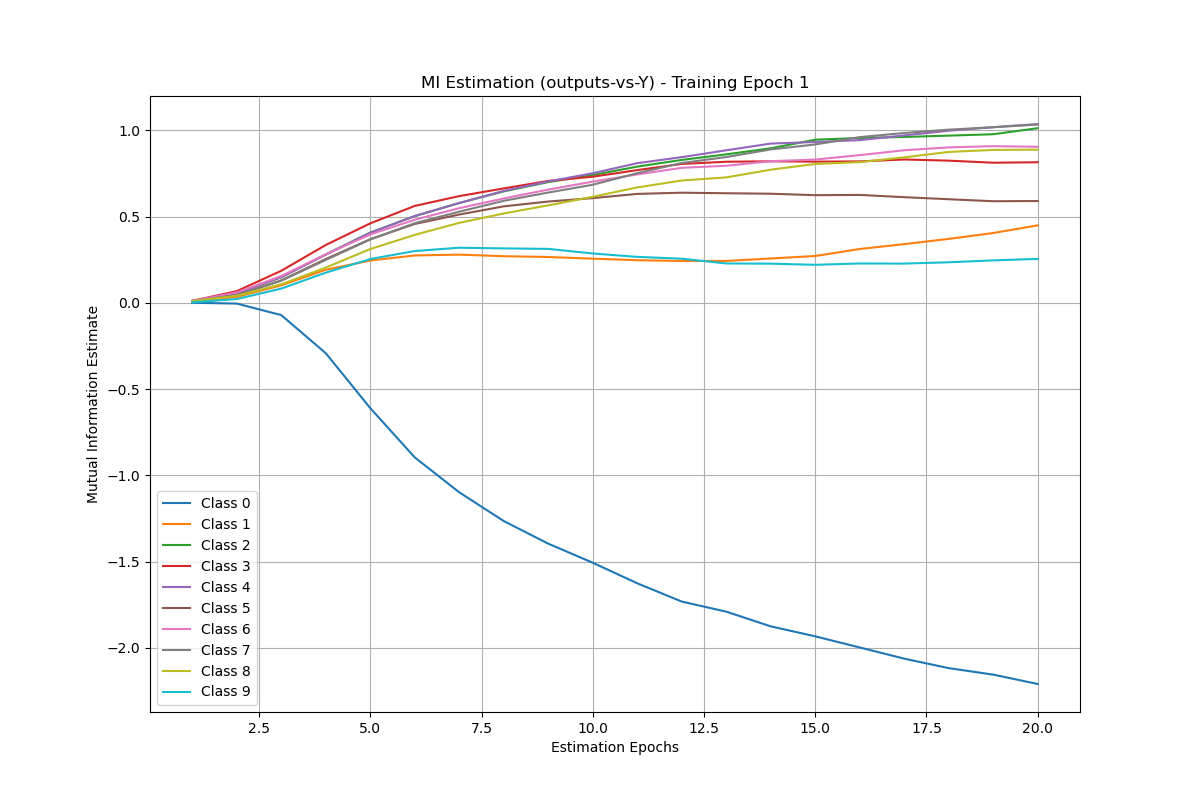 MI Estimation (outputs-vs-Y) - Training Epoch 1
1.0
0.5
0.0
−0.5
−1.0
−1.5
−2.0
Mutual Information Estimate
Class 0
Class 1
Class 2
Class 3
Class 4
Class 5
Class 6
Class 7
Class 8
Class 9
2.5 5.0 7.5 10.0 12.5 15.0 17.5 20.0
Estimation Epochs